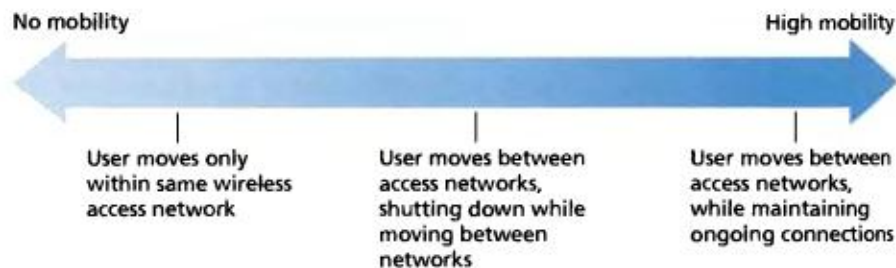 No mobility
High mobility
User moves only
within same wireless
access network
User moves between
access networks,
shutting down while
moving between
networks
User moves between
access networks,
while maintaining
ongoing connections